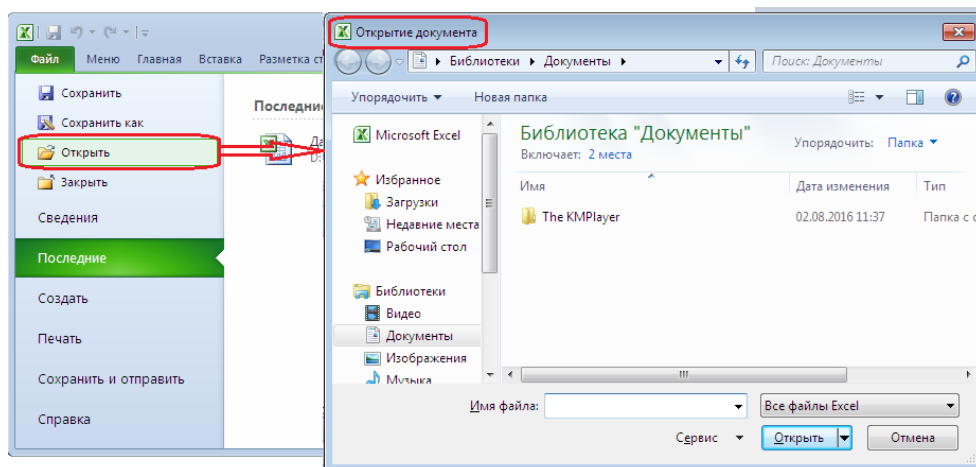 Файл Меню Главная Вставка Разметка ст
Сохранить
Сохранить как
Открыть
Закрыть
Сведения
Последние
Создать
Печать
Сохранить и отправить
Справка
Последни
Да
D:\
Открытие документа
Библиотеки Документы
Поиск: Документы
Упорядочить Новая папка
Microsoft Excel
Избранное
Загрузки
Недавние места
Рабочий стол
Библиотеки
Видео
Документы
Изображения
Музыка
Библиотека "Документы"
Включает: 2 места
Упорядочить: Папка
Имя Дата изменения Тип
The KMPlayer 02.08.2016 11:37 Папка с с
Имя файла: Все файлы Excel
Сервис Открыть Отмена